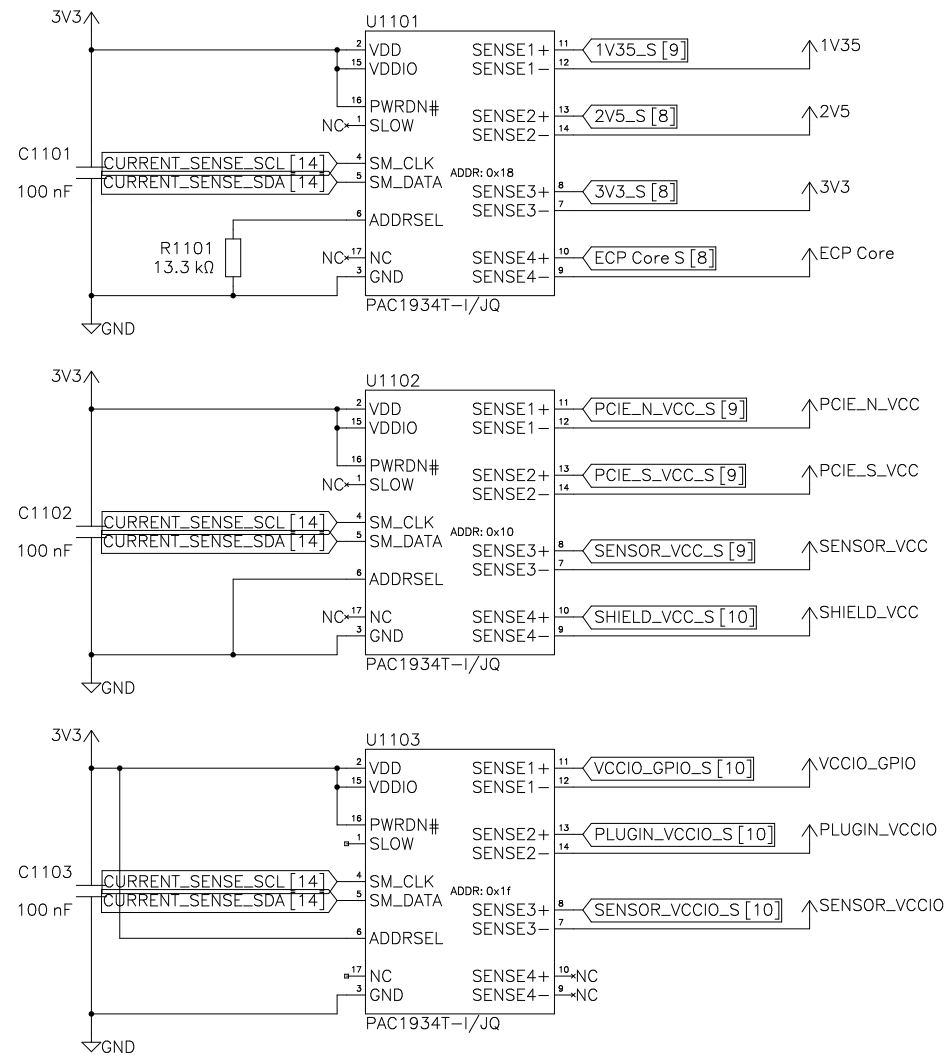 3V3
U1101
2 VDD SENSE1+ 11 1V35_S [9] 1V35
15 VDDIO SENSE1- 12
16 PWRDN# SENSE2+ 13 2V5_S [8] 2V5
NC 1 SLOW SENSE2- 14
C1101
100 nF
CURRENT_SENSE_SCL [14] 4 SM_CLK
CURRENT_SENSE_SDA [14] 5 SM_DATA
ADDR: 0x18
SENSE3+ 8 3V3_S [8] 3V3
SENSE3- 7
6 ADDRSEL
R1101
13.3 kΩ
NC 17 NC SENSE4+ 10 ECP Core S [8] ECP Core
3 GND SENSE4- 9
PAC1934T-I/JQ
GND
3V3
U1102
2 VDD SENSE1+ 11 PCIE_N_VCC_S [9] PCIE_N_VCC
15 VDDIO SENSE1- 12
16 PWRDN# SENSE2+ 13 PCIE_S_VCC_S [9] PCIE_S_VCC
NC 1 SLOW SENSE2- 14
C1102
100 nF
CURRENT_SENSE_SCL [14] 4 SM_CLK
CURRENT_SENSE_SDA [14] 5 SM_DATA
ADDR: 0x10
SENSE3+ 8 SENSOR_VCC_S [9] SENSOR_VCC
SENSE3- 7
6 ADDRSEL
NC 17 NC SENSE4+ 10 SHIELD_VCC_S [10] SHIELD_VCC
3 GND SENSE4- 9
PAC1934T-I/JQ
GND
3V3
U1103
2 VDD SENSE1+ 11 VCCIO_GPIO_S [10] VCCIO_GPIO
15 VDDIO SENSE1- 12
16 PWRDN# SENSE2+ 13 PLUGIN_VCCIO_S [10] PLUGIN_VCCIO
1 SLOW SENSE2- 14
C1103
100 nF
CURRENT_SENSE_SCL [14] 4 SM_CLK
CURRENT_SENSE_SDA [14] 5 SM_DATA
ADDR: 0x1f
SENSE3+ 8 SENSOR_VCCIO_S [10] SENSOR_VCCIO
SENSE3- 7
6 ADDRSEL
17 NC SENSE4+ 10 NC
3 GND SENSE4- 9 NC
PAC1934T-I/JQ
GND